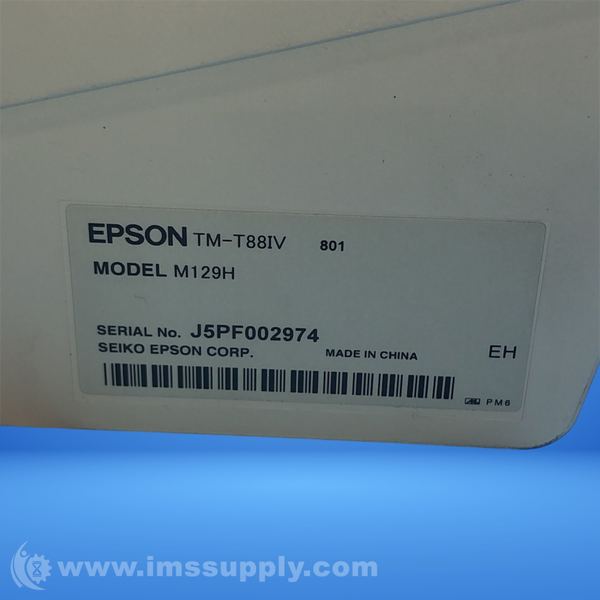 EPSON TM-T88IV 801
MODEL M129H
SERIAL No. J5PF002974
SEIKO EPSON CORP. MADE IN CHINA EH
PM6
www.imssupply.com